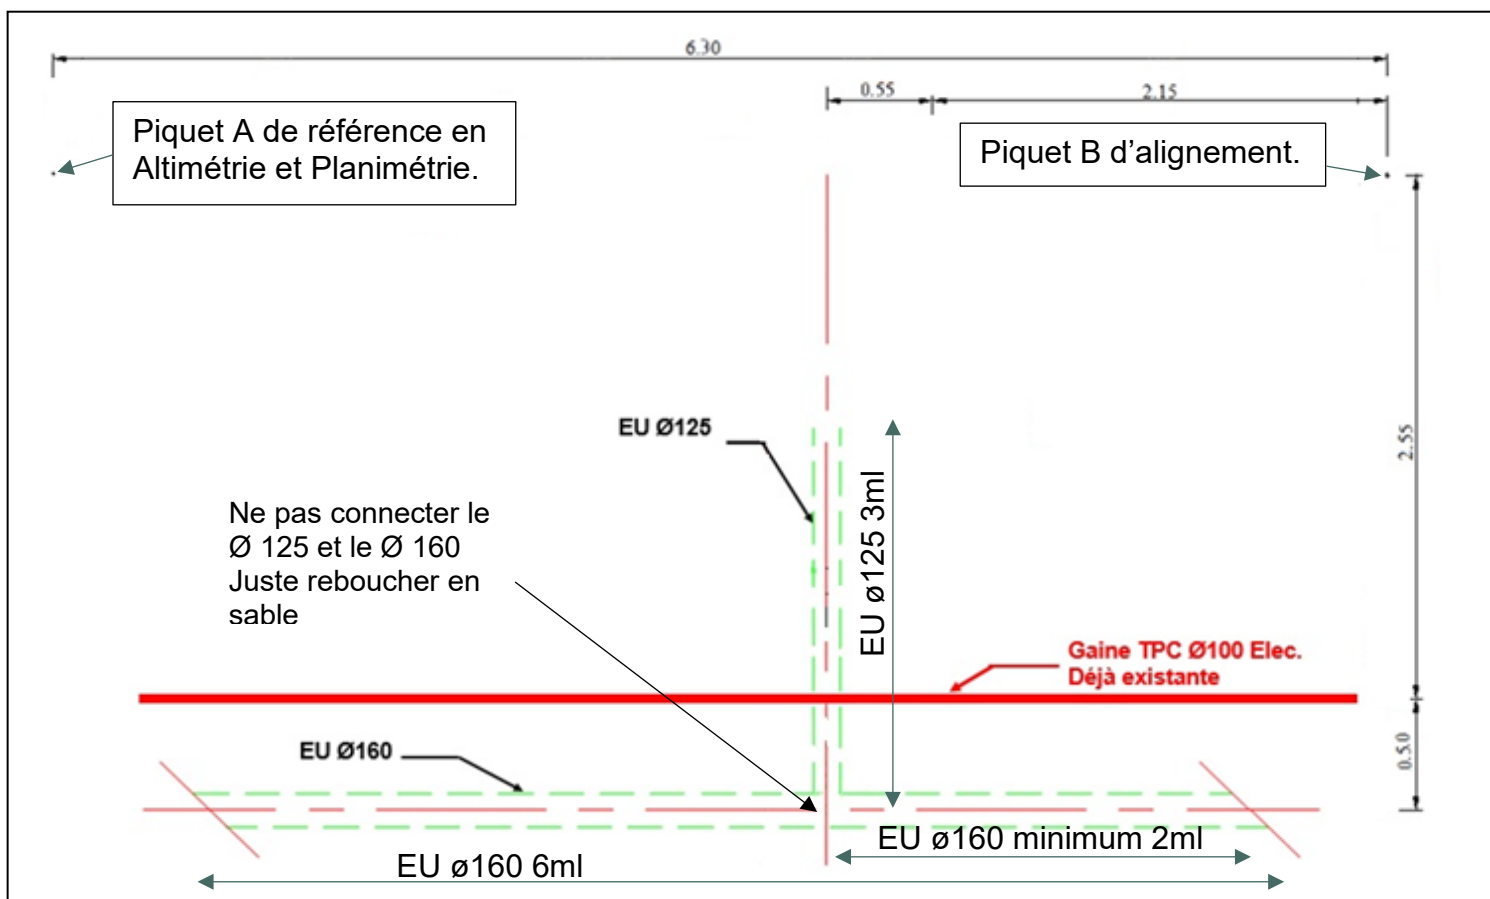 6.30
0.55
2.15
Piquet A de référence en
Altimétrie et Planimétrie.
Piquet B d'alignement.
EU Ø125
2.55
EU ø125 3ml
Ne pas connecter le
Ø 125 et le Ø 160
Juste reboucher en
sable
Gaine TPC Ø100 Elec.
Déjà existante
0.5.0
EU Ø160
EU ø160 minimum 2ml
EU ø160 6ml